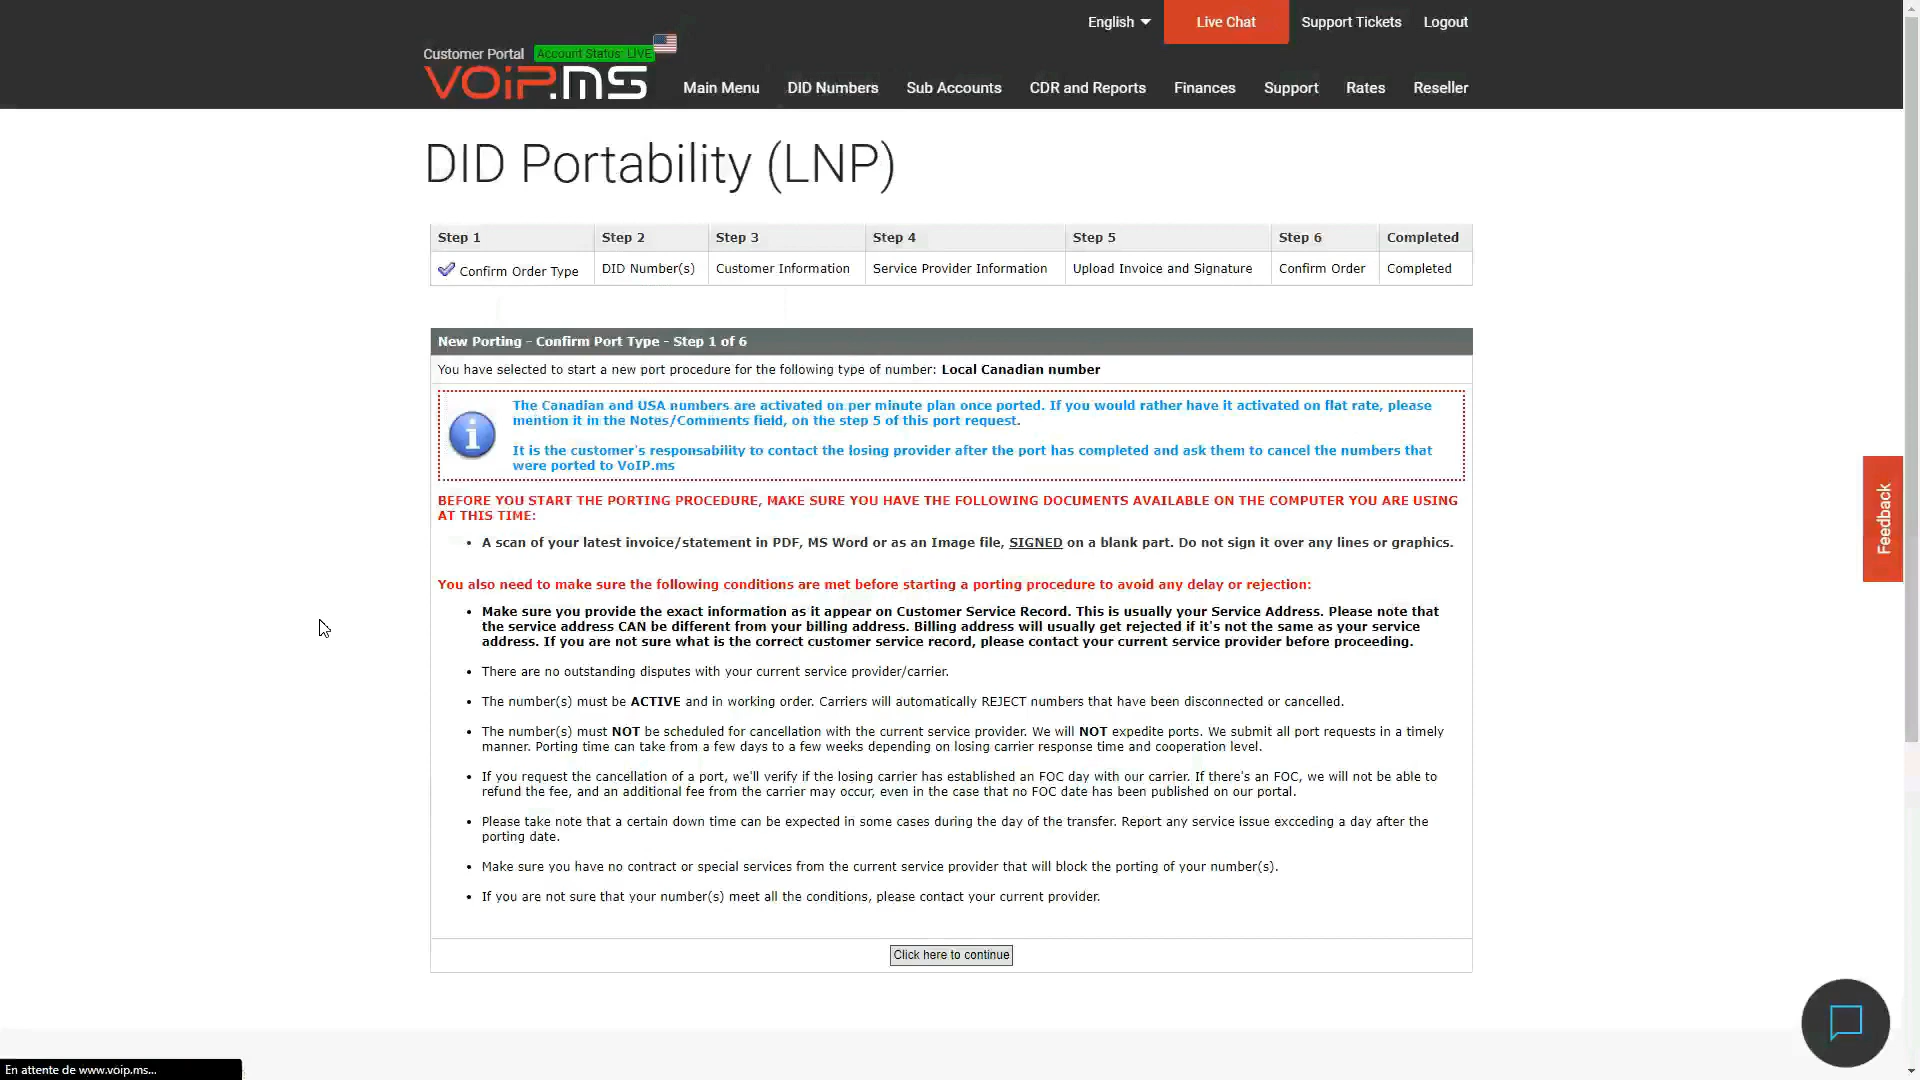 English
Live Chat
Support Tickets
Logout
Customer Portal
Account Status: LIVE
VOiP.MS
Main Menu
DID Numbers
Sub Accounts
CDR and Reports
Finances
Support
Rates
Reseller
DID Portability (LNP)
Step 1
Step 2
Step 3
Step 4
Step 5
Step 6
Completed
Confirm Order Type
DID Number(s)
Customer Information
Service Provider Information
Upload Invoice and Signature
Confirm Order
Completed
New Porting - Confirm Port Type - Step 1 of 6
You have selected to start a new port procedure for the following type of number: Local Canadian number
The Canadian and USA numbers are activated on per minute plan once ported. If you would rather have it activated on flat rate, please
mention it in the Notes/Comments field, on the step 5 of this port request.
It is the customer's responsability to contact the losing provider after the port has completed and ask them to cancel the numbers that
were ported to VoIP.ms
BEFORE YOU START THE PORTING PROCEDURE, MAKE SURE YOU HAVE THE FOLLOWING DOCUMENTS AVAILABLE ON THE COMPUTER YOU ARE USING
AT THIS TIME:
• A scan of your latest invoice/statement in PDF, MS Word or as an Image file, SIGNED on a blank part. Do not sign it over any lines or graphics.
You also need to make sure the following conditions are met before starting a porting procedure to avoid any delay or rejection:
• Make sure you provide the exact information as it appear on Customer Service Record. This is usually your Service Address. Please note that
the service address CAN be different from your billing address. Billing address will usually get rejected if it's not the same as your service
address. If you are not sure what is the correct customer service record, please contact your current service provider before proceeding.
• There are no outstanding disputes with your current service provider/carrier.
• The number(s) must be ACTIVE and in working order. Carriers will automatically REJECT numbers that have been disconnected or cancelled.
• The number(s) must NOT be scheduled for cancellation with the current service provider. We will NOT expedite ports. We submit all port requests in a timely
manner. Porting time can take from a few days to a few weeks depending on losing carrier response time and cooperation level.
• If you request the cancellation of a port, we'll verify if the losing carrier has established an FOC day with our carrier. If there's an FOC, we will not be able to
refund the fee, and an additional fee from the carrier may occur, even in the case that no FOC date has been published on our portal.
• Please take note that a certain down time can be expected in some cases during the day of the transfer. Report any service issue excceding a day after the
porting date.
• Make sure you have no contract or special services from the current service provider that will block the porting of your number(s).
• If you are not sure that your number(s) meet all the conditions, please contact your current provider.
Click here to continue
Feedback
En attente de www.voip.ms...